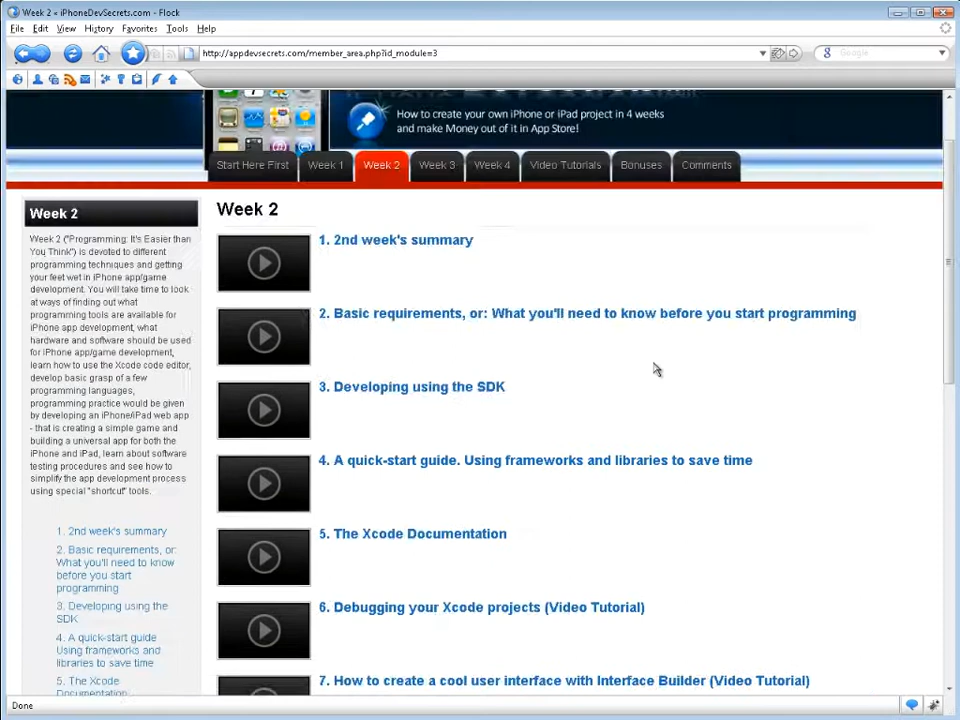 Week 2 « iPhoneDevSecrets.com - Flock
File Edit View History Favorites Tools Help
http://appdevsecrets.com/member_area.php?id_module=3
Google
How to create your own iPhone or iPad project in 4 weeks
and make Money out of it in App Store!
Start Here First Week 1 Week 2 Week 3 Week 4 Video Tutorials Bonuses Comments
Week 2
Week 2 ("Programming: It's Easier than
You Think") is devoted to different
programming techniques and getting
your feet wet in iPhone app/game
development. You will take time to look
at ways of finding out what
programming tools are available for
iPhone app development, what
hardware and software should be used
for iPhone app/game development,
learn how to use the Xcode code editor,
develop basic grasp of a few
programming languages,
programming practice would be given
by developing an iPhone/iPad web app
- that is creating a simple game and
building a universal app for both the
iPhone and iPad, learn about software
testing procedures and see how to
simplify the app development process
using special "shortcut" tools.
1. 2nd week's summary
2. Basic requirements, or:
What you'll need to know
before you start
programming
3. Developing using the
SDK
4. A quick-start guide
Using frameworks and
libraries to save time
5. The Xcode
Documentation
Week 2
1. 2nd week's summary
2. Basic requirements, or: What you'll need to know before you start programming
3. Developing using the SDK
4. A quick-start guide. Using frameworks and libraries to save time
5. The Xcode Documentation
6. Debugging your Xcode projects (Video Tutorial)
7. How to create a cool user interface with Interface Builder (Video Tutorial)
Done